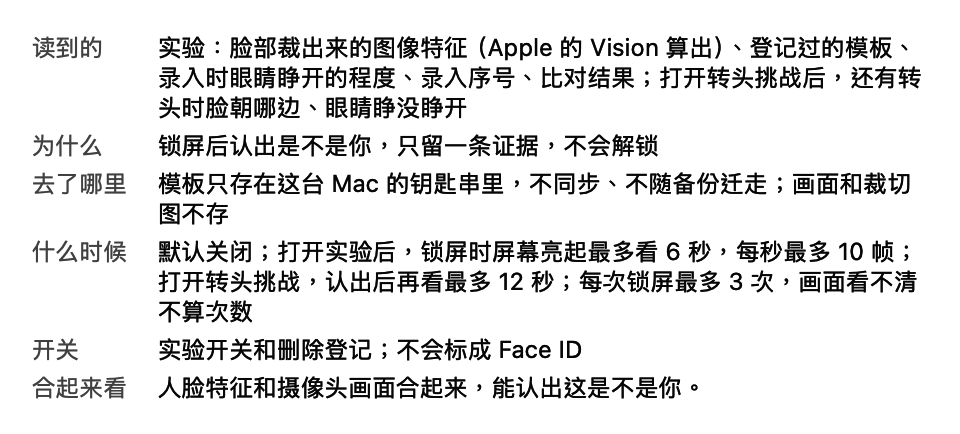 读到的 实验：脸部裁出来的图像特征（Apple 的 Vision 算出）、登记过的模板、
录入时眼睛睁开的程度、录入序号、比对结果；打开转头挑战后，还有转
头时脸朝哪边、眼睛睁没睁开
为什么 锁屏后认出是不是你，只留一条证据，不会解锁
去了哪里 模板只存在这台 Mac 的钥匙串里，不同步、不随备份迁走；画面和裁切
图不存
什么时候 默认关闭；打开实验后，锁屏时屏幕亮起最多看 6 秒，每秒最多 10 帧；
打开转头挑战，认出后再看最多 12 秒；每次锁屏最多 3 次，画面看不清
不算次数
开关 实验开关和删除登记；不会标成 Face ID
合起来看 人脸特征和摄像头画面合起来，能认出这是不是你。